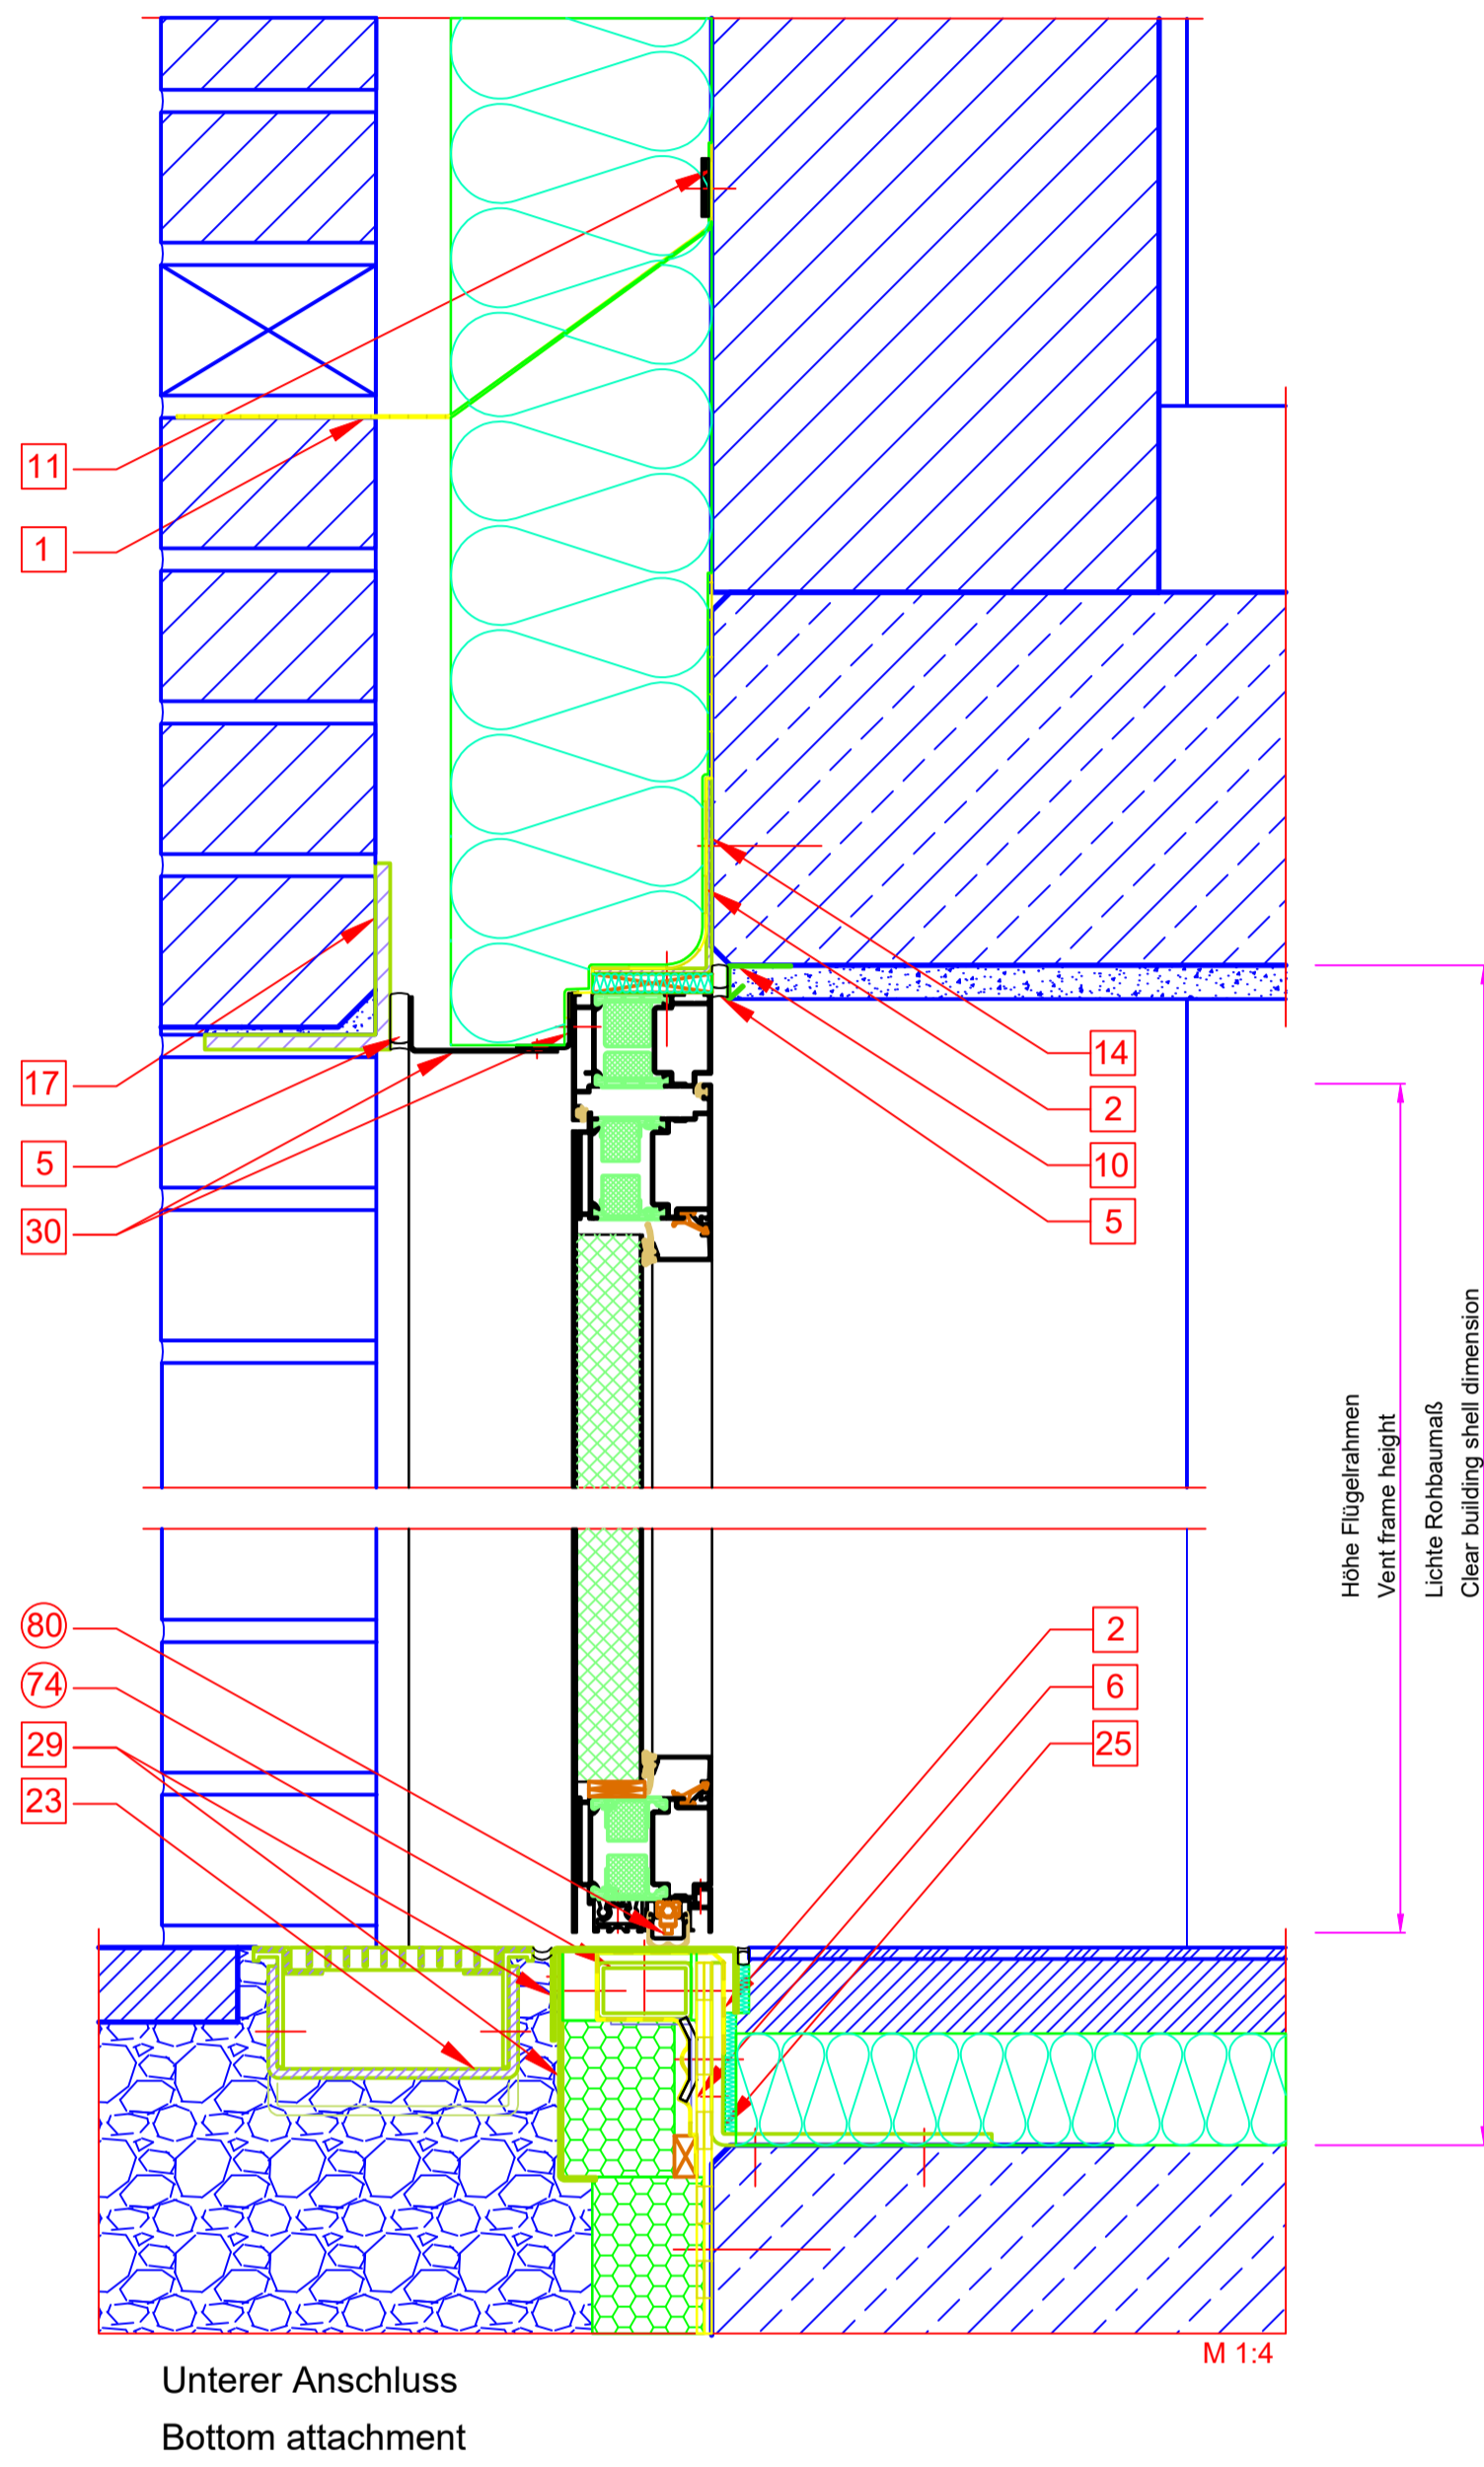 11
1
17
5
30
14
2
10
5
Höhe Flügelrahmen
Vent frame height
Lichte Rohbaumaß
Clear building shell dimension
80
74
29
23
2
6
25
M 1:4
Unterer Anschluss
Bottom attachment